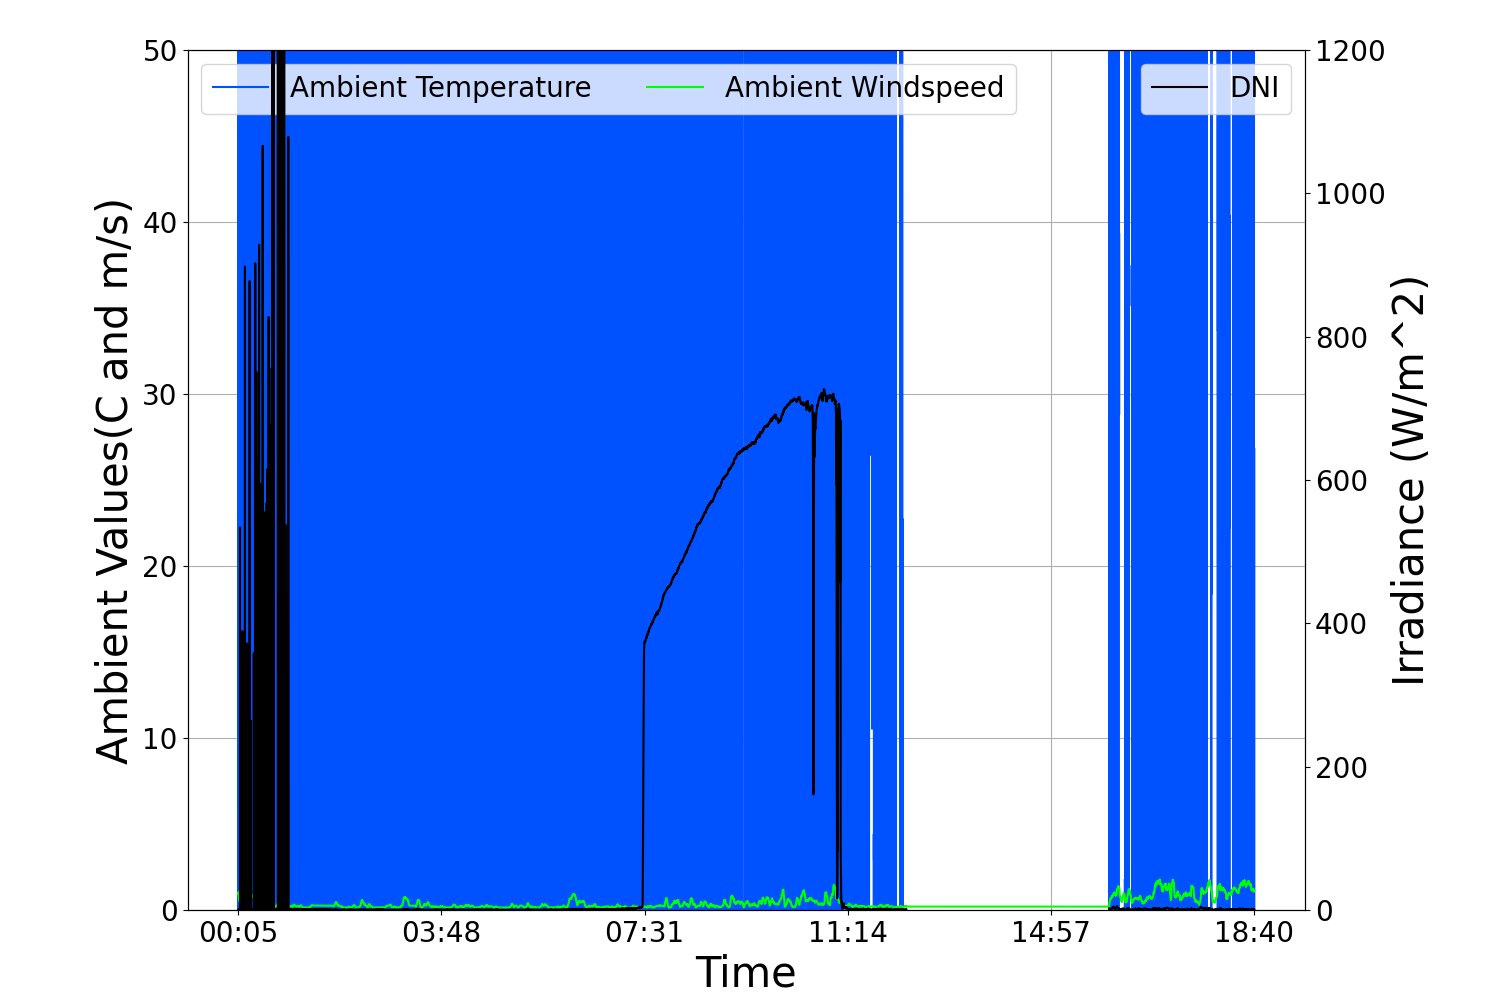 Ambient Temperature Ambient Windspeed DNI
Ambient Values(C and m/s)
50
40
30
20
10
0
1200
1000
800
600
400
200
0
Irradiance (W/m^2)
00:05 03:48 07:31 11:14 14:57 18:40
Time